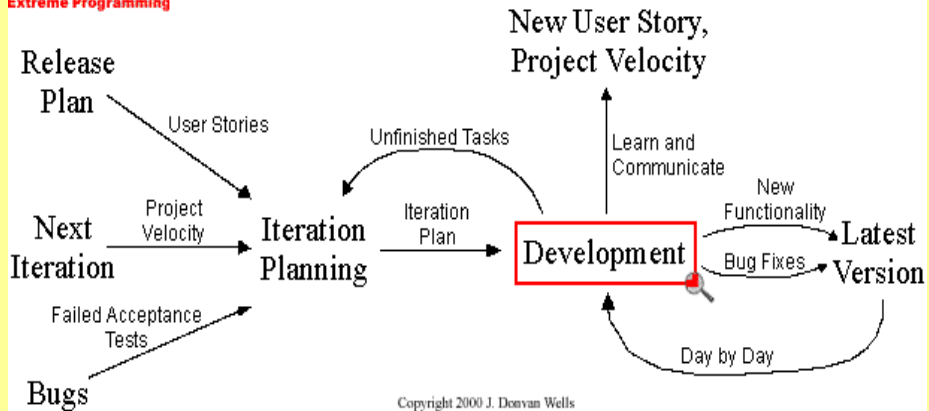 Extreme Programming
New User Story,
Project Velocity
Release
Plan
User Stories
Unfinished Tasks
Learn and
Communicate
New
Functionality
Project
Velocity
Iteration
Plan
Next
Iteration
Iteration
Planning
Development
Latest
Version
Bug Fixes
Failed Acceptance
Tests
Day by Day
Bugs
Copyright 2000 J. Donvan Wells